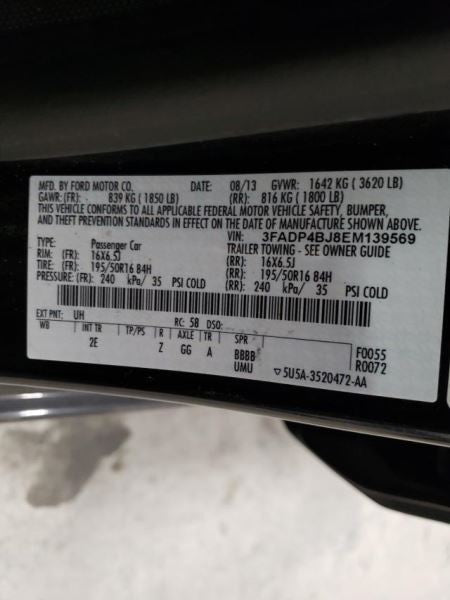 MFD. BY FORD MOTOR CO. DATE: 08/13 GVWR: 1642 KG ( 3620 LB)
GAWR:(FR): 839 KG ( 1850 LB) (RR): 816 KG ( 1800 LB)
THIS VEHICLE CONFORMS TO ALL APPLICABLE FEDERAL MOTOR VEHICLE SAFETY, BUMPER,
AND THEFT PREVENTION STANDARDS IN EFFECT ON THE DATE OF MANUFACTURE SHOWN ABOVE.
VIN: 3FADP4BJ8EM139569
TYPE: Passenger Car TRAILER TOWING - SEE OWNER GUIDE
RIM: (FR): 16X6.5J (RR): 16X6.5J
TIRE: 195/50R16 84H (RR): 195/50R16 84H
PRESSURE: (FR): 240 kPa/ 35 PSI COLD (RR): 240 kPa/ 35 PSI COLD
EXT PNT: UH RC: 58 DSO:
WB INT TR TP/PS R AXLE TR SPR
2E Z GG A BBBB F0055
UMU R0072
▽5U5A-3520472-AA